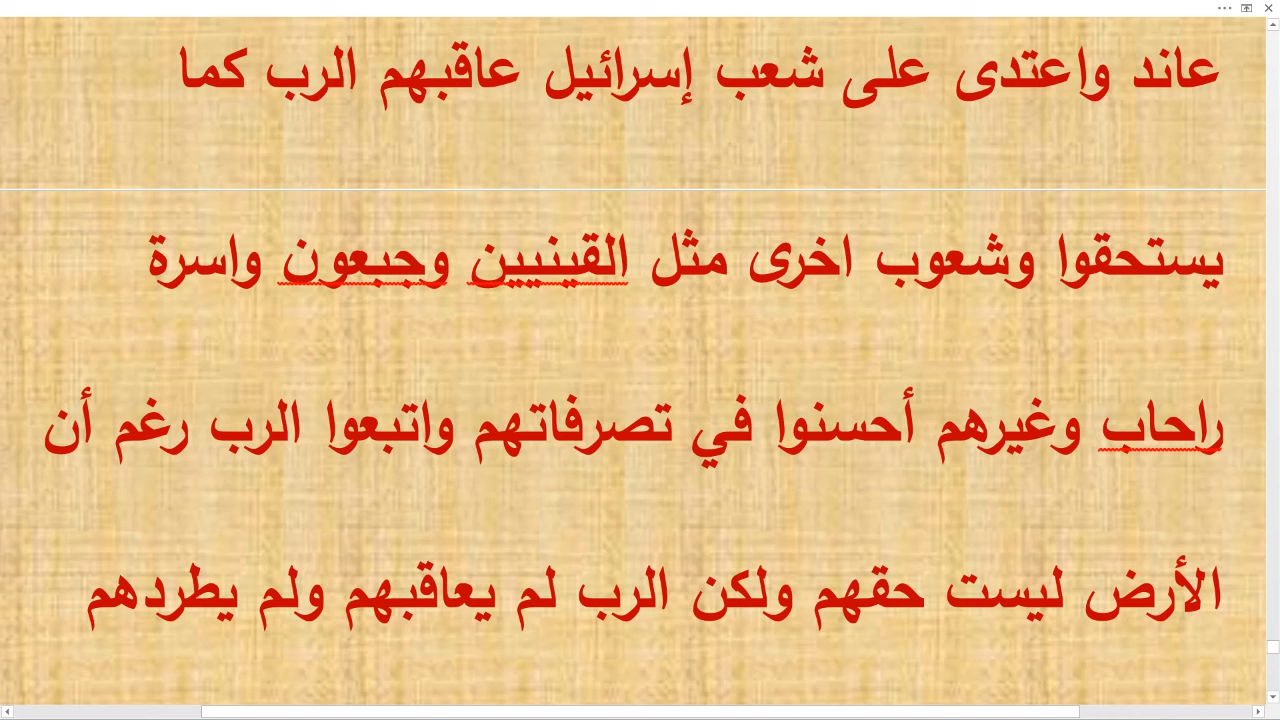 عاند واعتدى على شعب إسرائيل عاقبهم الرب كما
يستحقوا وشعوب اخرى مثل القينيين وجبعون واسرة
راحاب وغيرهم أحسنوا في تصرفاتهم واتبعوا الرب رغم أن
الأرض ليست حقهم ولكن الرب لم يعاقبهم ولم يطردهم